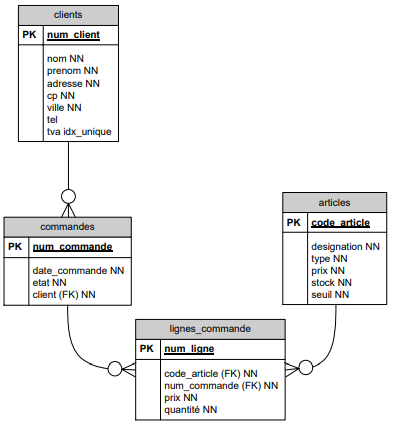 clients
PK num_client
nom NN
prenom NN
adresse NN
cp NN
ville NN
tel
tva idx_unique
commandes
PK num_commande
date_commande NN
etat NN
client (FK) NN
articles
PK code_article
designation NN
type NN
prix NN
stock NN
seuil NN
lignes_commande
PK num_ligne
code_article (FK) NN
num_commande (FK) NN
prix NN
quantité NN